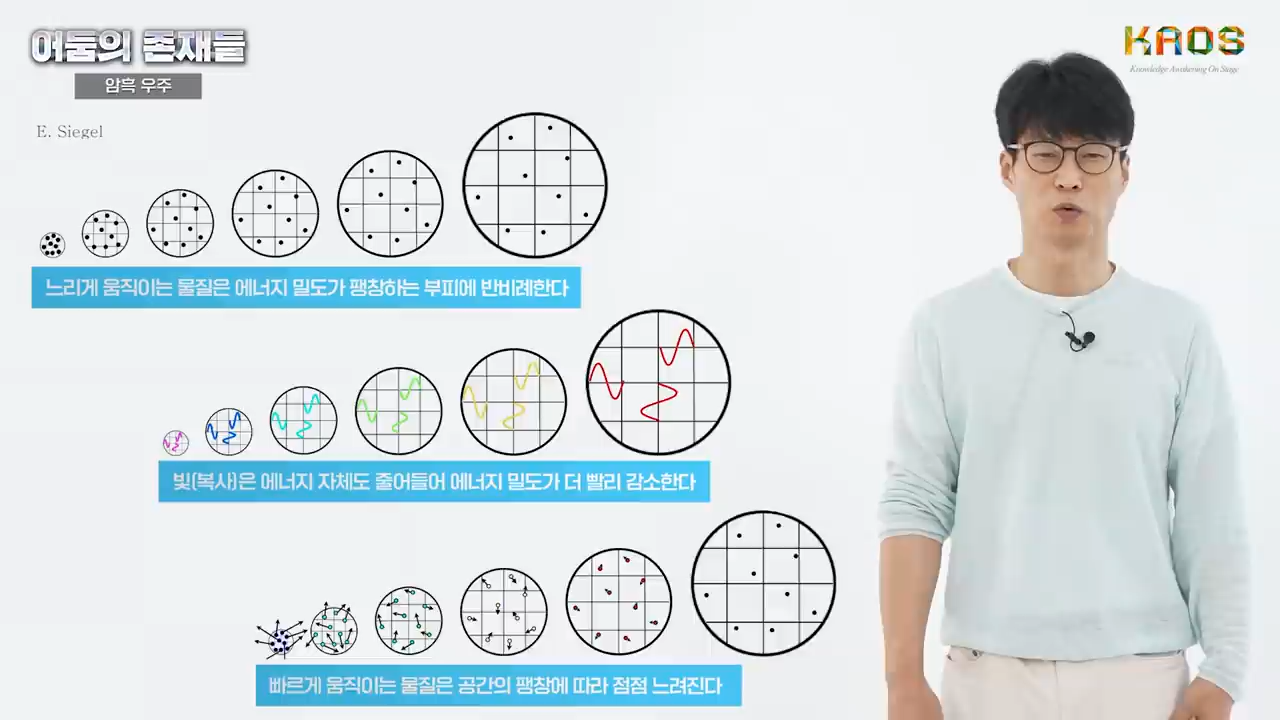 어둠의 존재들
암흑 우주
KAOS
Knowledge Awakening On Stage
E. Siegel
느리게 움직이는 물질은 에너지 밀도가 팽창하는 부피에 반비례한다
빛(복사)은 에너지 자체도 줄어들어 에너지 밀도가 더 빨리 감소한다
빠르게 움직이는 물질은 공간의 팽창에 따라 점점 느려진다